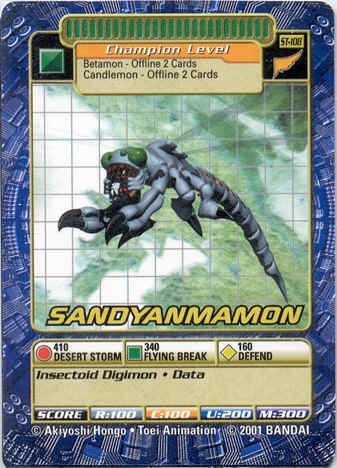 Champion Level
ST-108
Betamon - Offline 2 Cards
Candlemon - Offline 2 Cards
SANDYANMAMON
410 DESERT STORM
340 FLYING BREAK
160 DEFEND
Insectoid Digimon • Data
SCORE R:100 C:100 U:200 M:300
© Akiyoshi Hongo • Toei Animation / © 2001 BANDAI